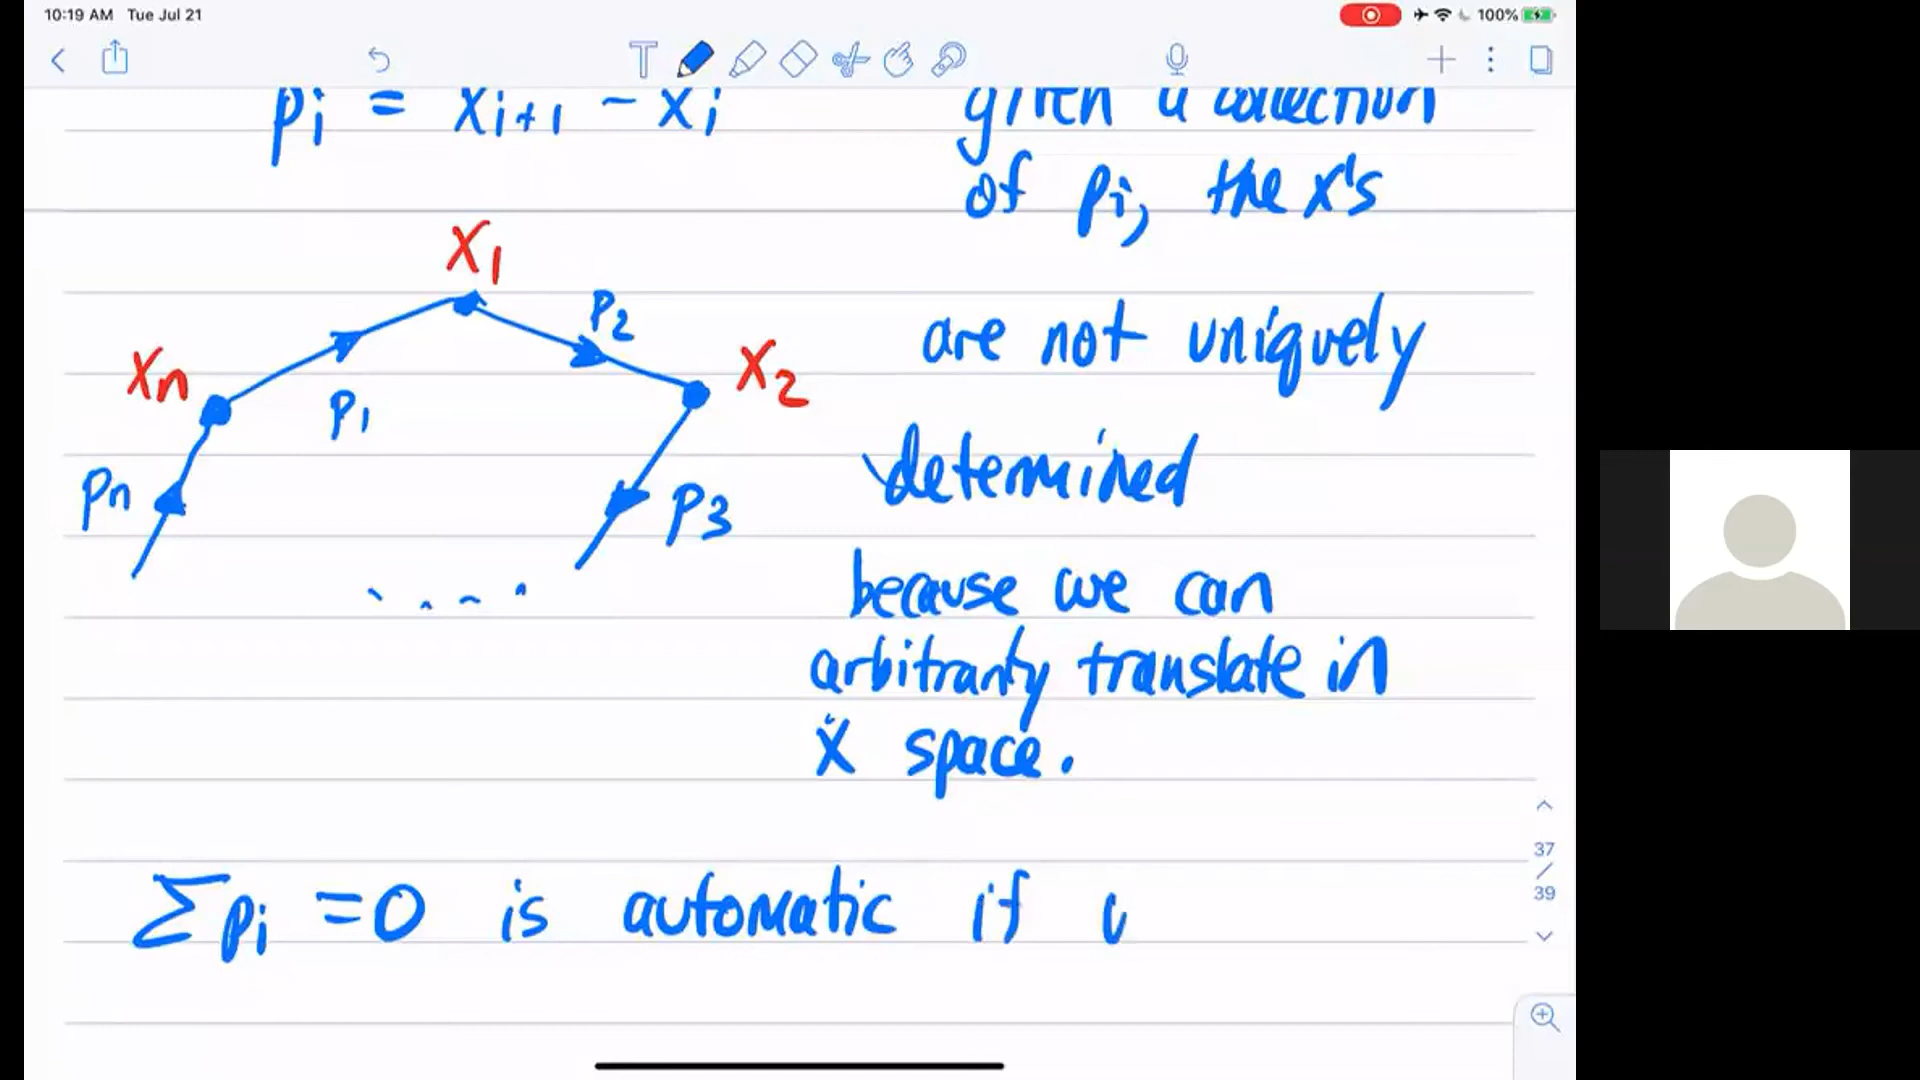 10:19 AM Tue Jul 21
100%
pi = xi+1 - xi
given a collection
of pi, the x's
x1
p2
xn
x2
p1
are not uniquely
pn
p3
determined
because we can
arbitrarily translate in
x space.
37
/
39
Σpi = 0 is automatic if